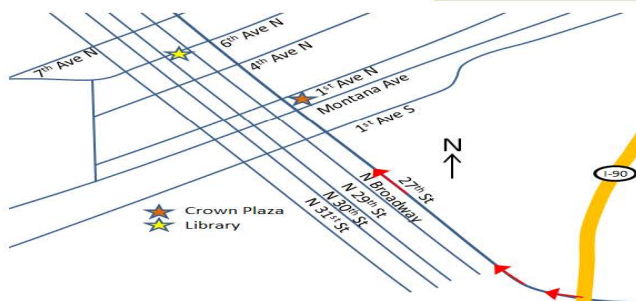 7th Ave N
6th Ave N
4th Ave N
1st Ave N
Montana Ave
1st Ave S
N
I-90
27th St
N Broadway
N 29th St
N 30th St
N 31st St
Crown Plaza
Library